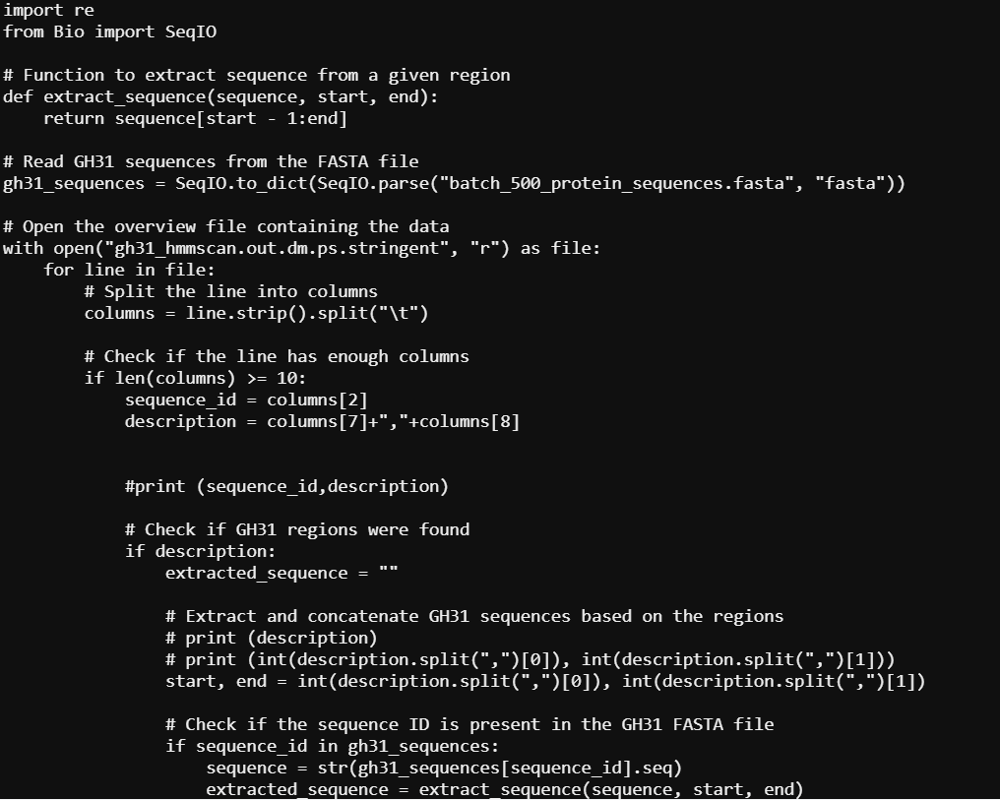 import re
from Bio import SeqIO

# Function to extract sequence from a given region
def extract_sequence(sequence, start, end):
    return sequence[start - 1:end]

# Read GH31 sequences from the FASTA file
gh31_sequences = SeqIO.to_dict(SeqIO.parse("batch_500_protein_sequences.fasta", "fasta"))

# Open the overview file containing the data
with open("gh31_hmmscan.out.dm.ps.stringent", "r") as file:
    for line in file:
        # Split the line into columns
        columns = line.strip().split("\t")

        # Check if the line has enough columns
        if len(columns) >= 10:
            sequence_id = columns[2]
            description = columns[7]+","+columns[8]


            #print (sequence_id,description)

            # Check if GH31 regions were found
            if description:
                extracted_sequence = ""

                # Extract and concatenate GH31 sequences based on the regions
                # print (description)
                # print (int(description.split(",")[0]), int(description.split(",")[1]))
                start, end = int(description.split(",")[0]), int(description.split(",")[1])

                # Check if the sequence ID is present in the GH31 FASTA file
                if sequence_id in gh31_sequences:
                    sequence = str(gh31_sequences[sequence_id].seq)
                    extracted_sequence = extract_sequence(sequence, start, end)